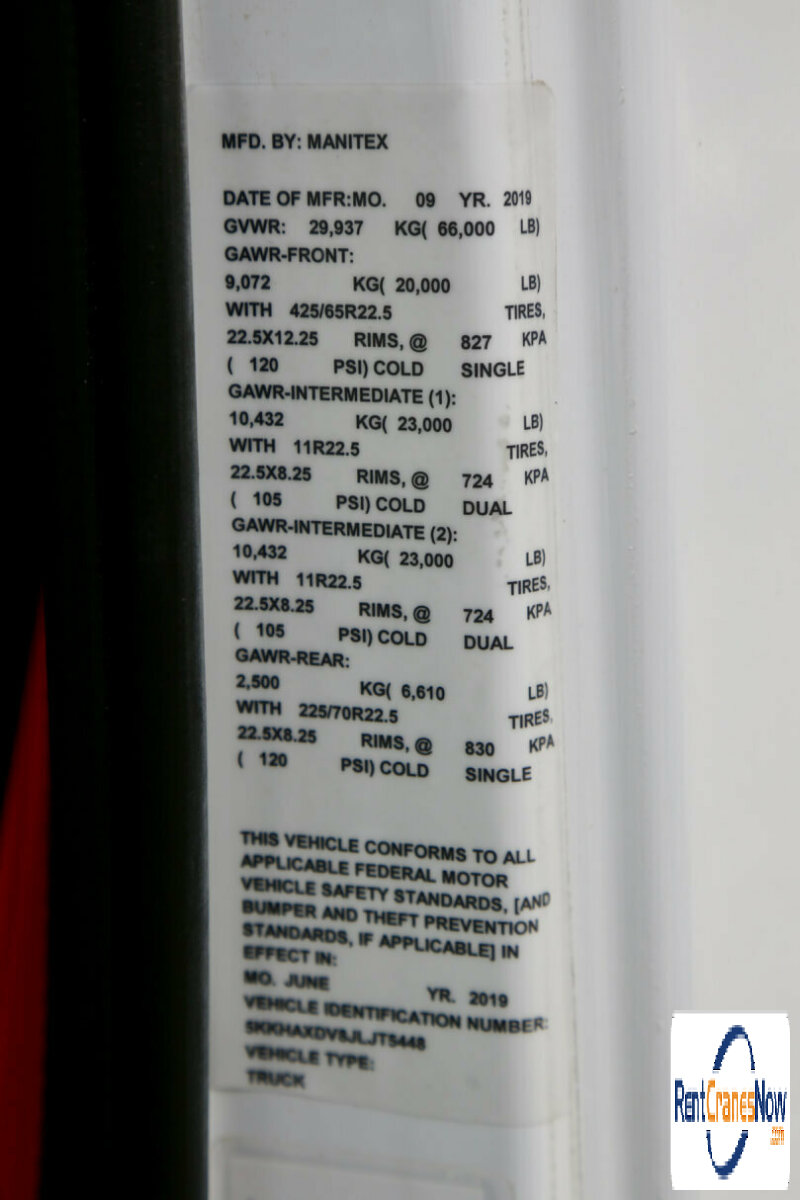 MFD. BY: MANITEX
DATE OF MFR:MO. 09 YR. 2019
GVWR: 29,937 KG( 66,000 LB)
GAWR-FRONT:
9,072 KG( 20,000 LB)
WITH 425/65R22.5 TIRES,
22.5X12.25 RIMS, @ 827 KPA
( 120 PSI) COLD SINGLE
GAWR-INTERMEDIATE (1):
10,432 KG( 23,000 LB)
WITH 11R22.5 TIRES,
22.5X8.25 RIMS, @ 724 KPA
( 105 PSI) COLD DUAL
GAWR-INTERMEDIATE (2):
10,432 KG( 23,000 LB)
WITH 11R22.5 TIRES,
22.5X8.25 RIMS, @ 724 KPA
( 105 PSI) COLD DUAL
GAWR-REAR:
2,500 KG( 6,610 LB)
WITH 225/70R22.5 TIRES,
22.5X8.25 RIMS, @ 830 KPA
( 120 PSI) COLD SINGLE
THIS VEHICLE CONFORMS TO ALL
APPLICABLE FEDERAL MOTOR
VEHICLE SAFETY STANDARDS, [AND
BUMPER AND THEFT PREVENTION
STANDARDS, IF APPLICABLE] IN
EFFECT IN:
MO. JUNE YR. 2019
VEHICLE IDENTIFICATION NUMBER:
VEHICLE TYPE:
TRUCK
RentCranesNow